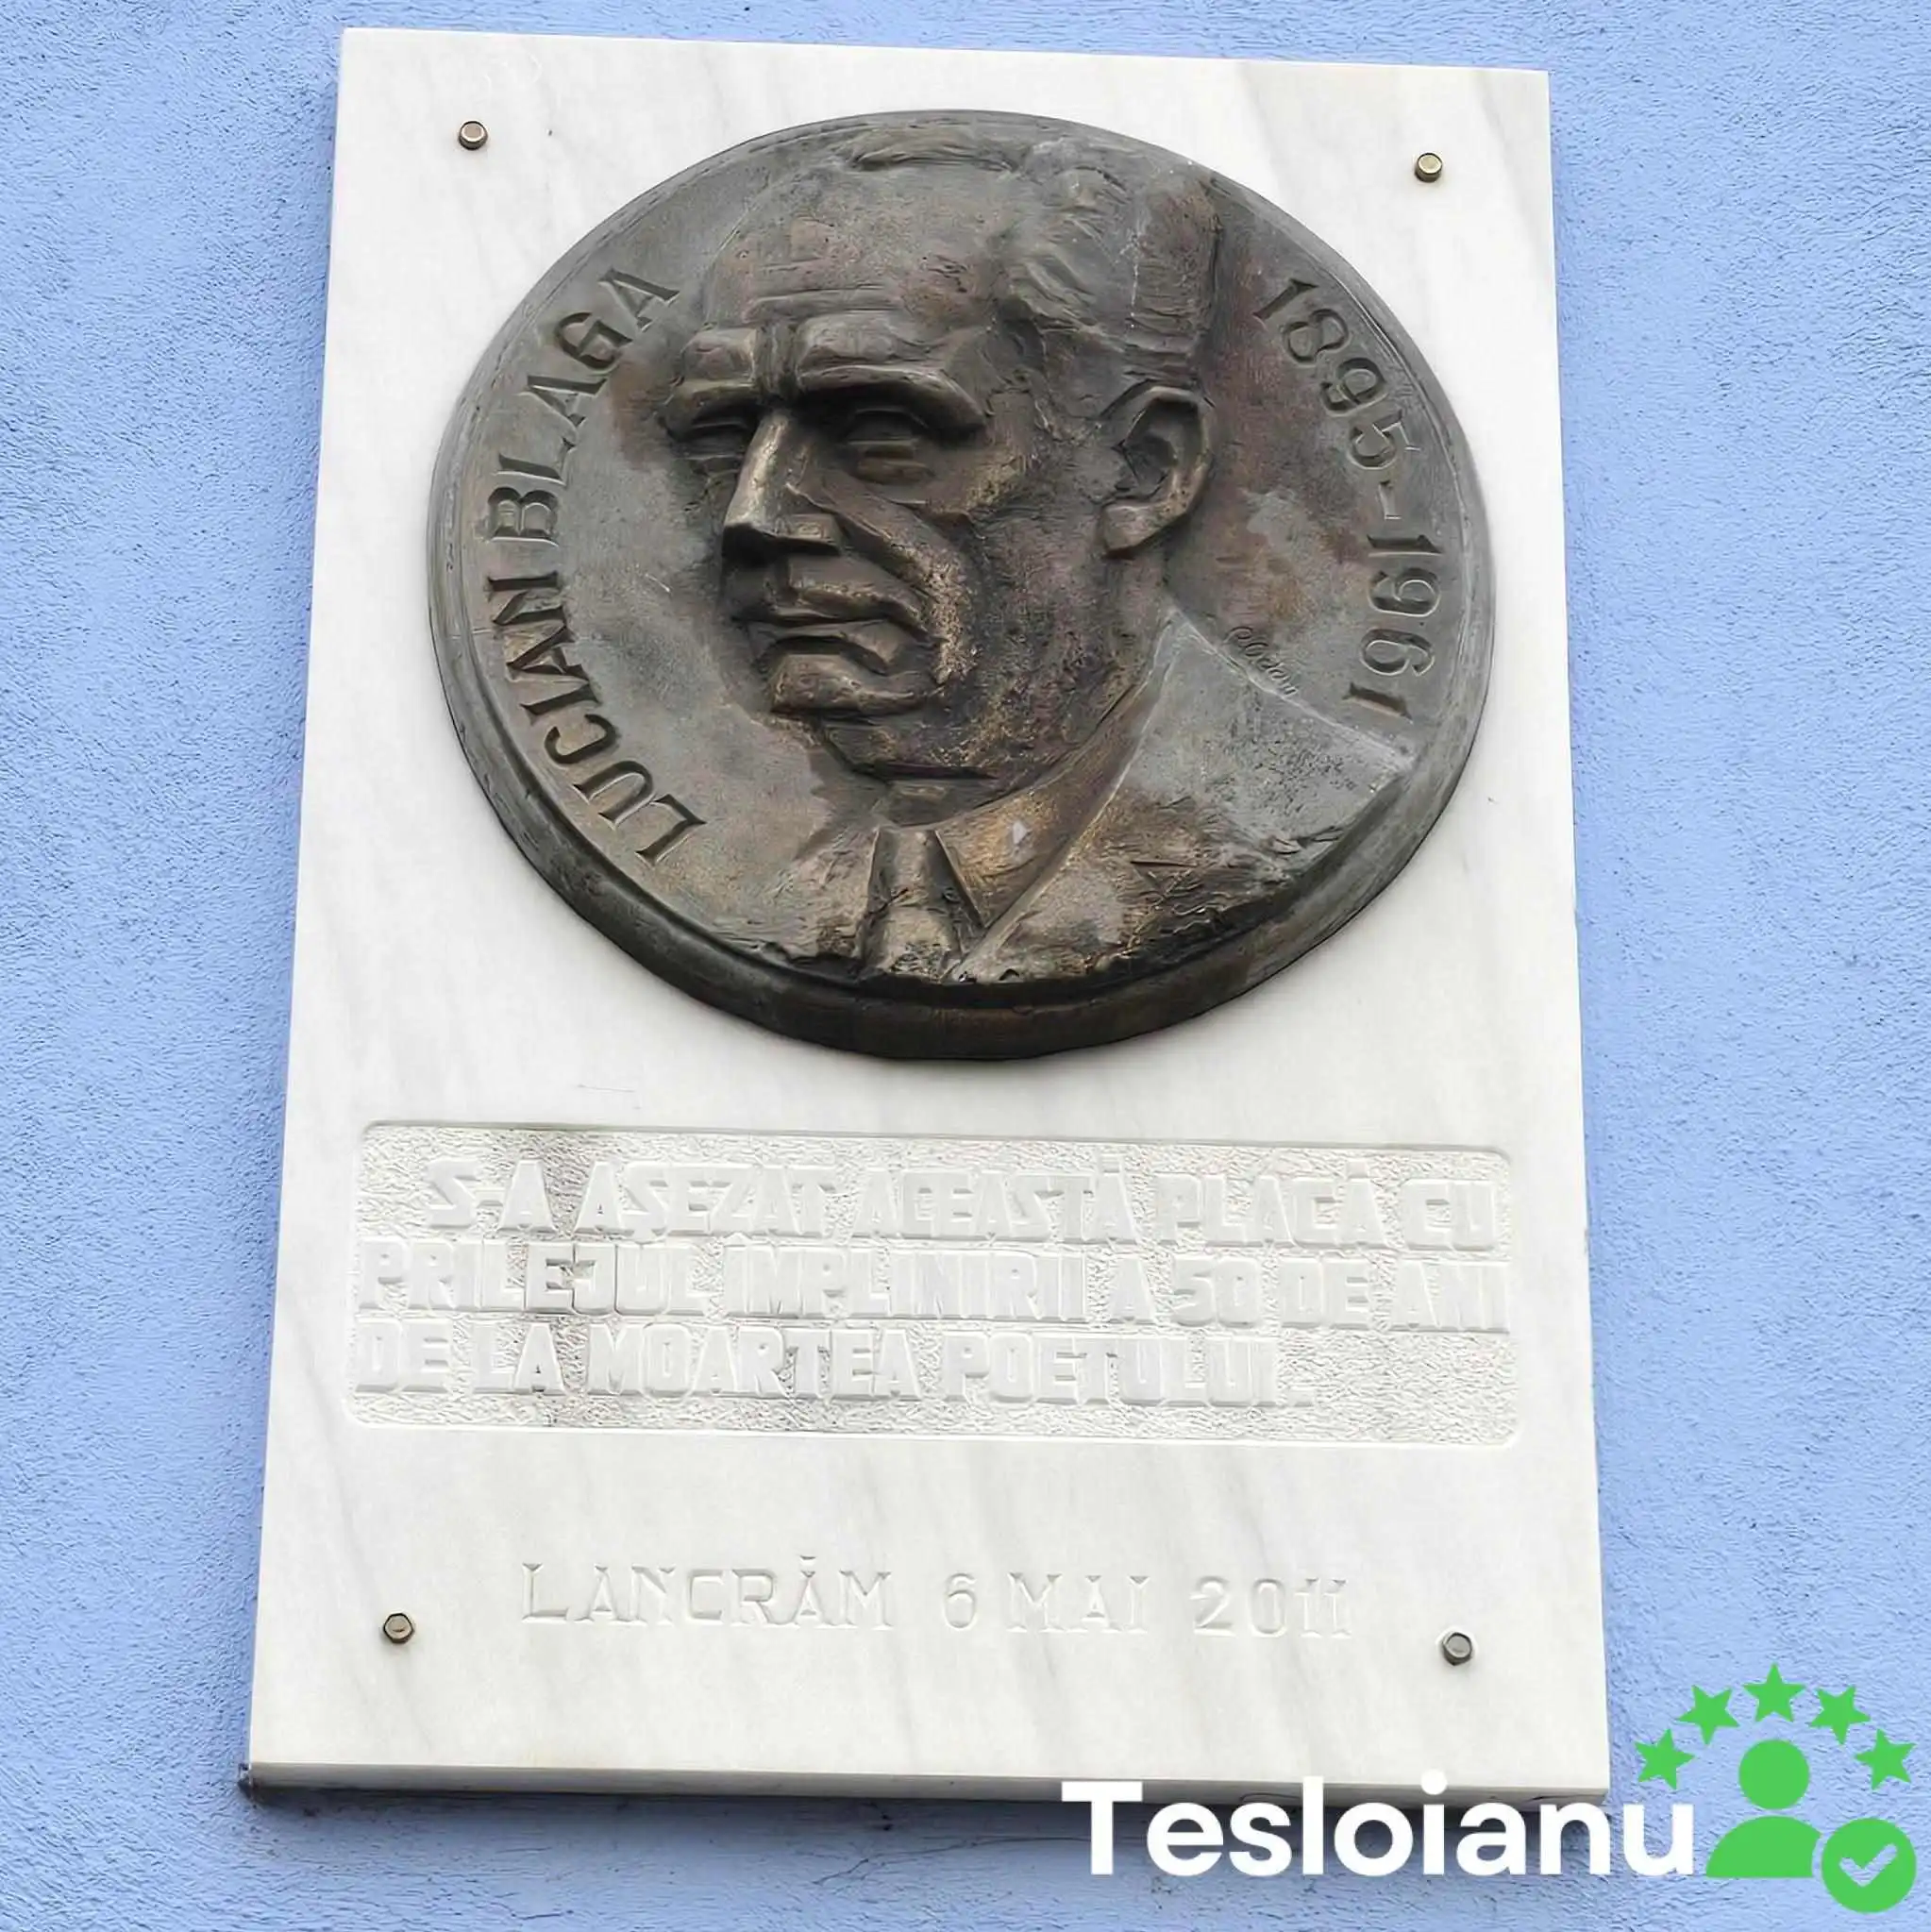 LUCIAN BLAGA
1895-1961
S-A AŞEZAT ACEASTĂ PLACĂ CU
PRILEJUL ÎMPLINIRII A 50 DE ANI
DE LA MOARTEA POETULUI.
LANCRĂM 6 MAI 2011
Tesloianu